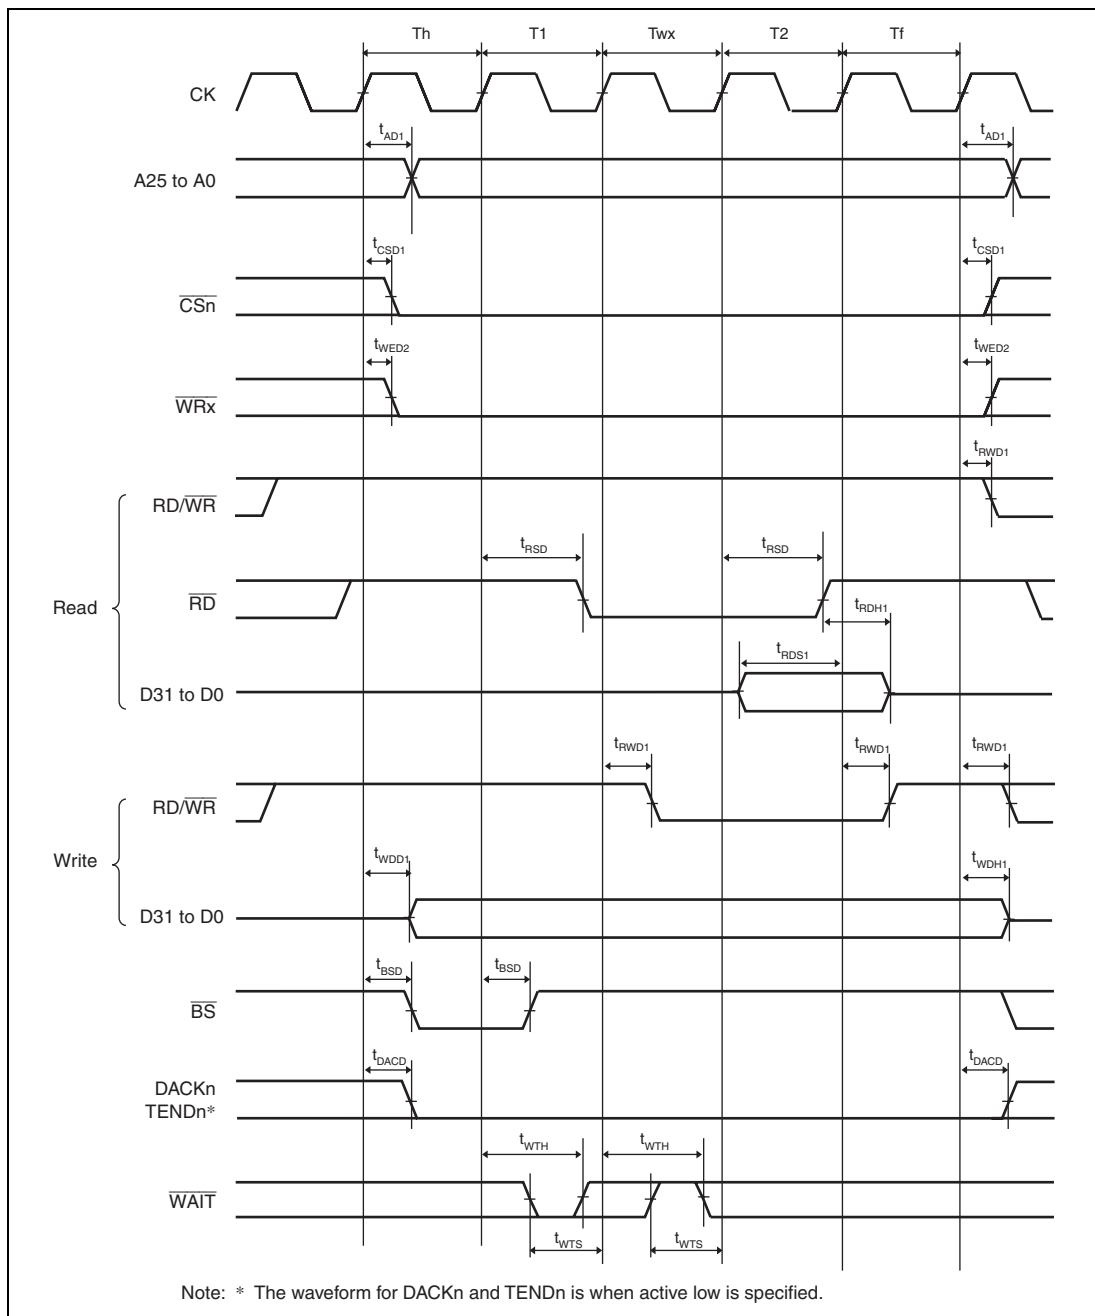 Th T1 Twx T2 Tf
CK
tAD1 tAD1
A25 to A0
tCSD1 tCSD1
CSn
tWED2 tWED2
WRx
tRWD1
RD/WR
tRSD tRSD
Read
RD
tRDH1
tRDS1
D31 to D0
tRWD1 tRWD1 tRWD1
RD/WR
Write
tWDD1 tWDH1
D31 to D0
tBSD tBSD
BS
tDACD tDACD
DACKn
TENDn*
tWTH tWTH
WAIT
tWTS tWTS
Note: * The waveform for DACKn and TENDn is when active low is specified.